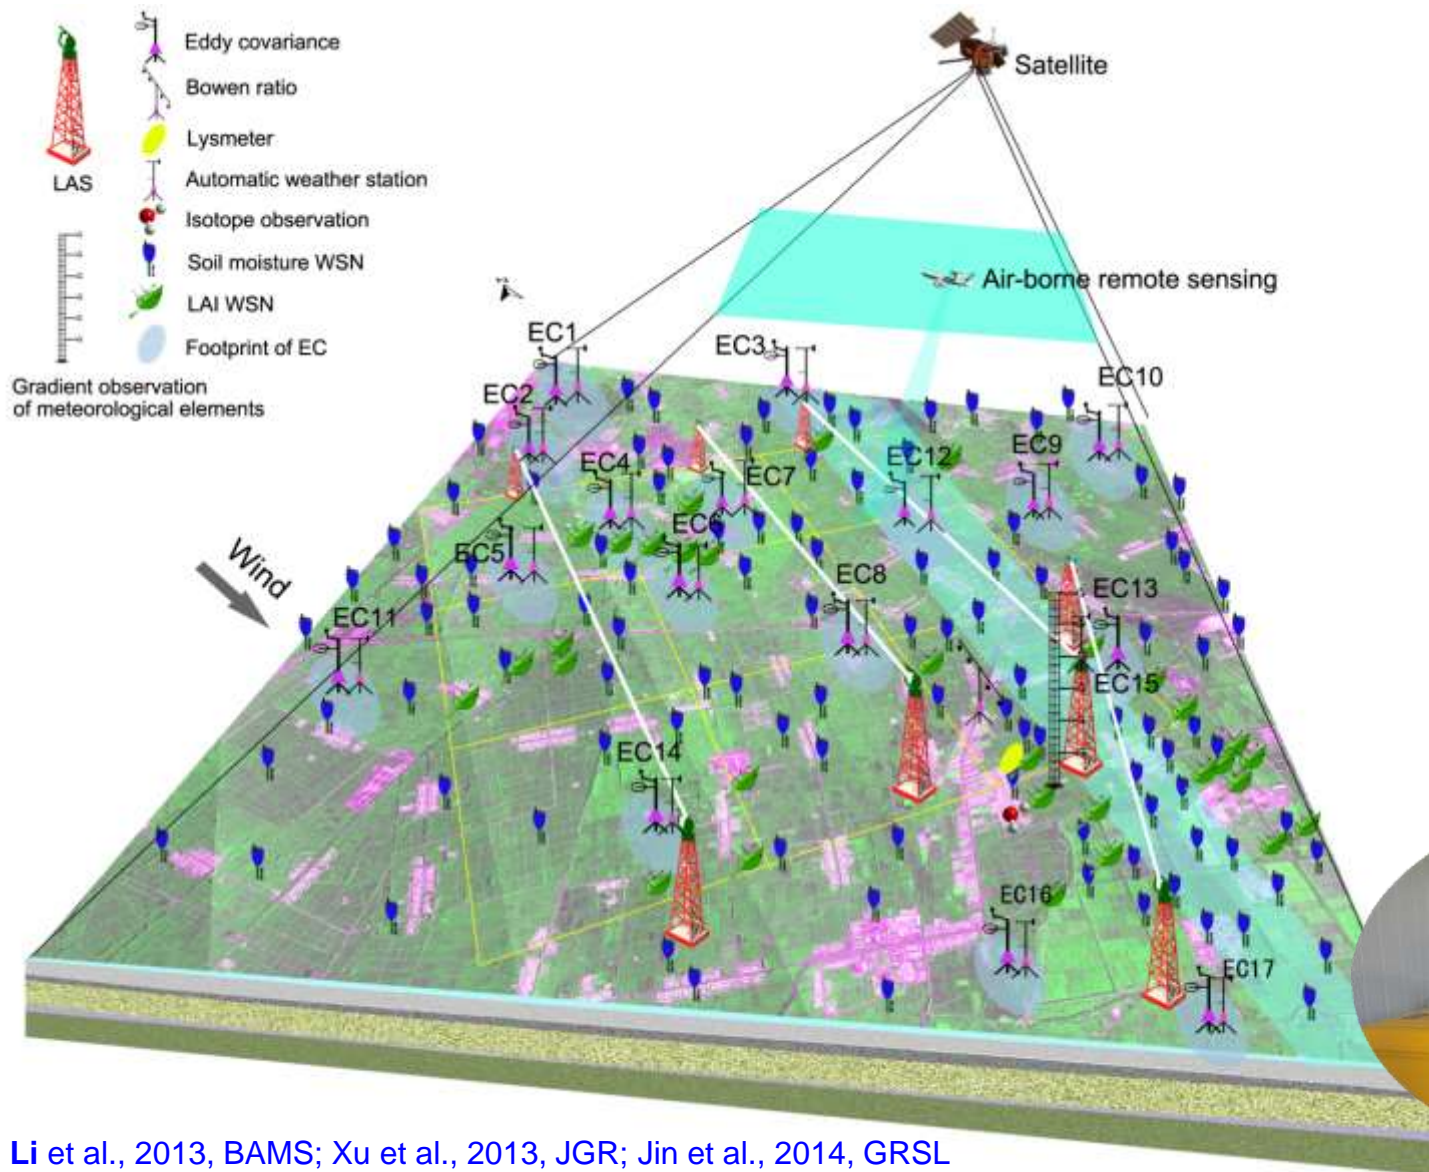 Eddy covariance
Bowen ratio
Lysmeter
LAS
Automatic weather station
Isotope observation
Soil moisture WSN
LAI WSN
Footprint of EC
Gradient observation
of meteorological elements
Satellite
Air-borne remote sensing
EC1
EC3
EC10
EC2
EC9
EC4
EC12
EC7
EC6
EC5
Wind
EC8
EC13
EC11
EC15
EC14
EC16
EC17
Li et al., 2013, BAMS; Xu et al., 2013, JGR; Jin et al., 2014, GRSL